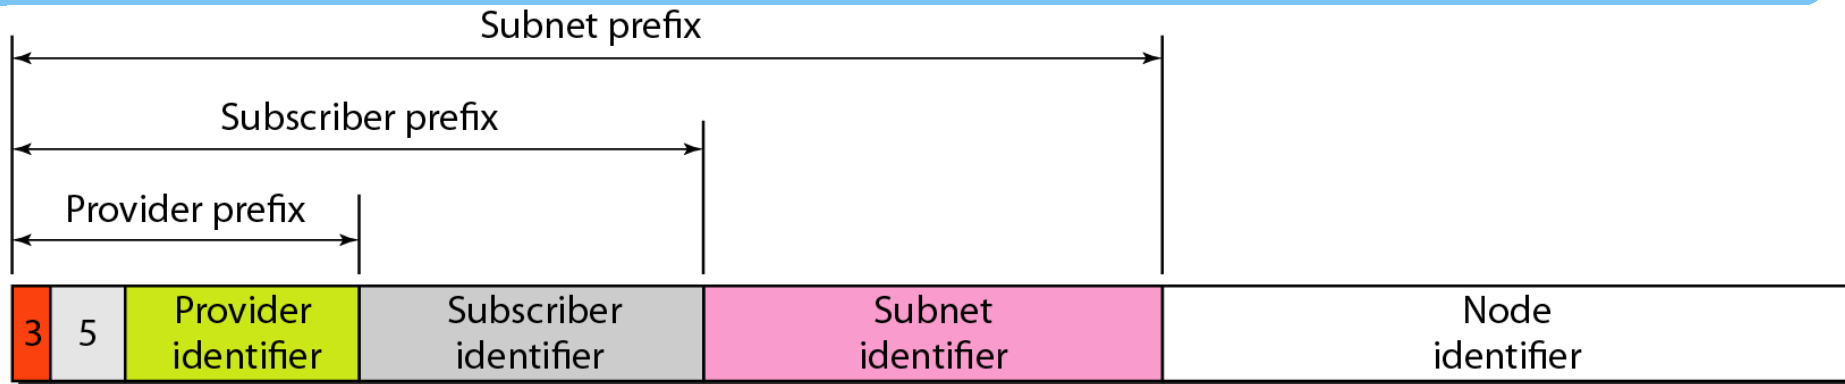 Subnet prefix
Subscriber prefix
Provider prefix
3
5
Provider
identifier
Subscriber
identifier
Subnet
identifier
Node
identifier